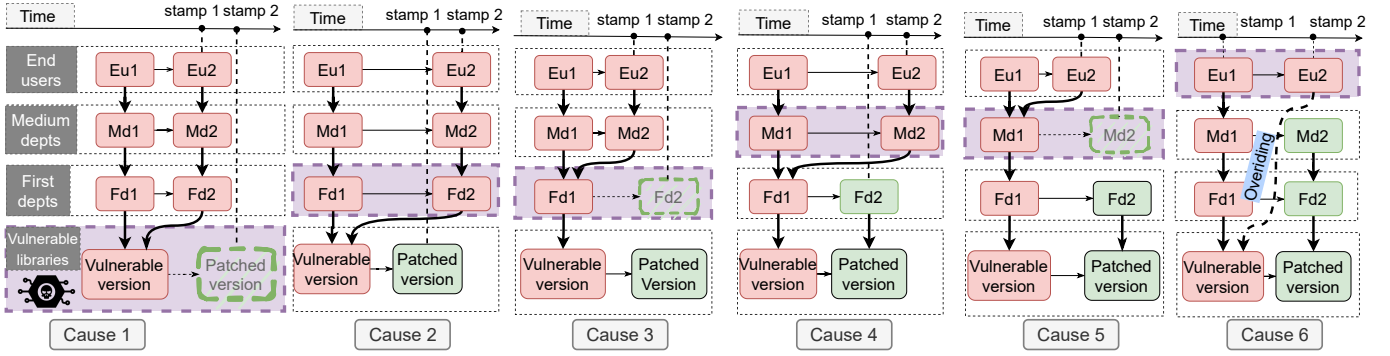 Time
stamp 1
stamp 2
End
users
Medium
depts
First
depts
Vulnerable
libraries
Eu1
Eu2
Md1
Md2
Fd1
Fd2
Vulnerable
version
Patched
version
Cause 1
Time
stamp 1
stamp 2
Eu1
Eu2
Md1
Md2
Fd1
Fd2
Vulnerable
version
Patched
version
Cause 2
Time
stamp 1
stamp 2
Eu1
Eu2
Md1
Md2
Fd1
Fd2
Vulnerable
version
Patched
Version
Cause 3
Time
stamp 1
stamp 2
Eu1
Eu2
Md1
Md2
Fd1
Fd2
Vulnerable
version
Patched
version
Cause 4
Time
stamp 1
stamp 2
Eu1
Eu2
Md1
Md2
Fd1
Fd2
Vulnerable
version
Patched
version
Cause 5
Time
stamp 1
stamp 2
Eu1
Eu2
Md1
Md2
Overiding
Fd1
Fd2
Vulnerable
version
Patched
version
Cause 6